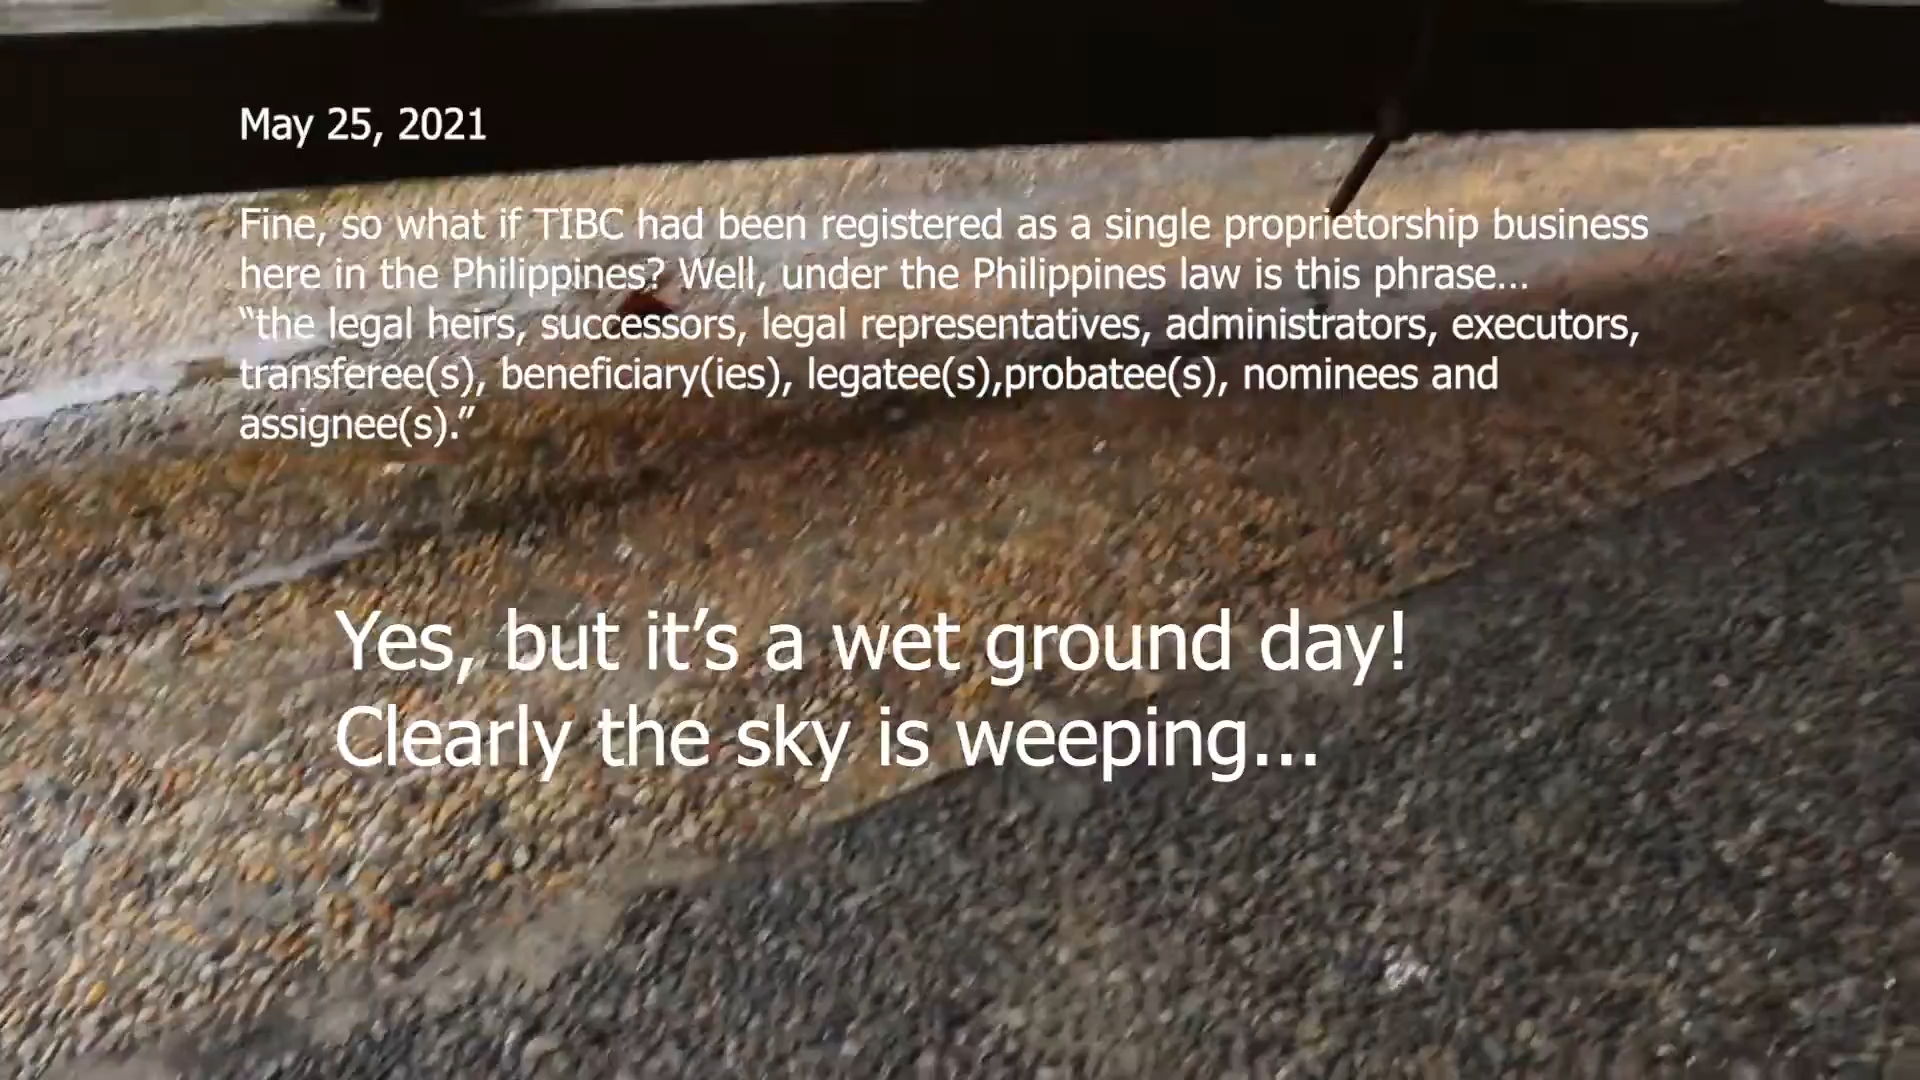 May 25, 2021
Fine, so what if TIBC had been registered as a single proprietorship business
here in the Philippines? Well, under the Philippines law is this phrase...
“the legal heirs, successors, legal representatives, administrators, executors,
transferee(s), beneficiary(ies), legatee(s),probatee(s), nominees and
assignee(s).”
Yes, but it’s a wet ground day!
Clearly the sky is weeping...